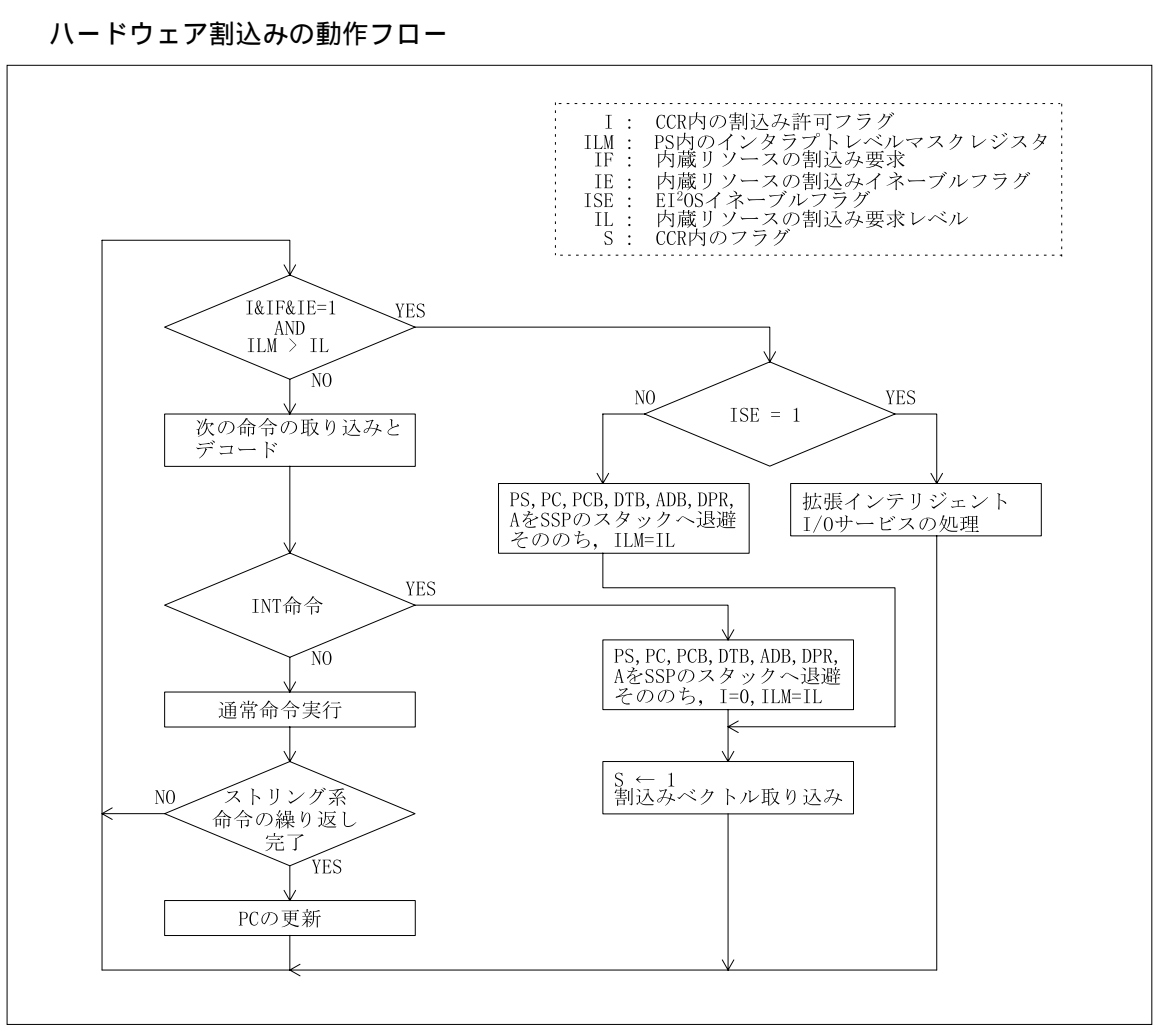 ハードウェア割込みの動作フロー
I : CCR内の割込み許可フラグ
ILM : PS内のインタラプトレベルマスクレジスタ
IF : 内蔵リソースの割込み要求
IE : 内蔵リソースの割込みイネーブルフラグ
ISE : EI²OSイネーブルフラグ
IL : 内蔵リソースの割込み要求レベル
S : CCR内のフラグ
I&IF&IE=1
AND
ILM > IL
YES
NO
次の命令の取り込みと
デコード
ISE = 1
NO
YES
PS,PC,PCB,DTB,ADB,DPR,
AをSSPのスタックへ退避
そののち, ILM=IL
拡張インテリジェント
I/Oサービスの処理
INT命令
YES
NO
PS,PC,PCB,DTB,ADB,DPR,
AをSSPのスタックへ退避
そののち, I=0,ILM=IL
通常命令実行
S ← 1
割込みベクトル取り込み
ストリング系
命令の繰り返し
完了
NO
YES
PCの更新